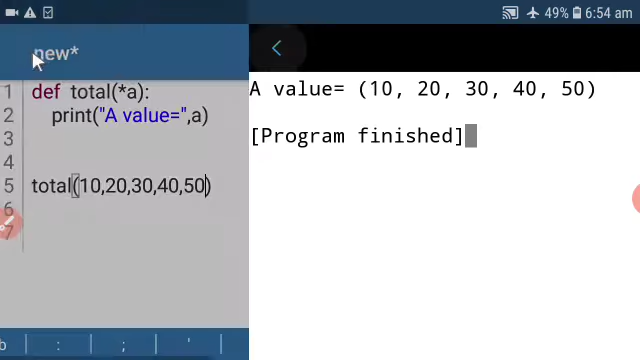 49% 6:54 am
new*
1 def total(*a):
2 print("A value=",a)
3
4
5 total(10,20,30,40,50)
6
7
b : ; '
A value= (10, 20, 30, 40, 50)
[Program finished]